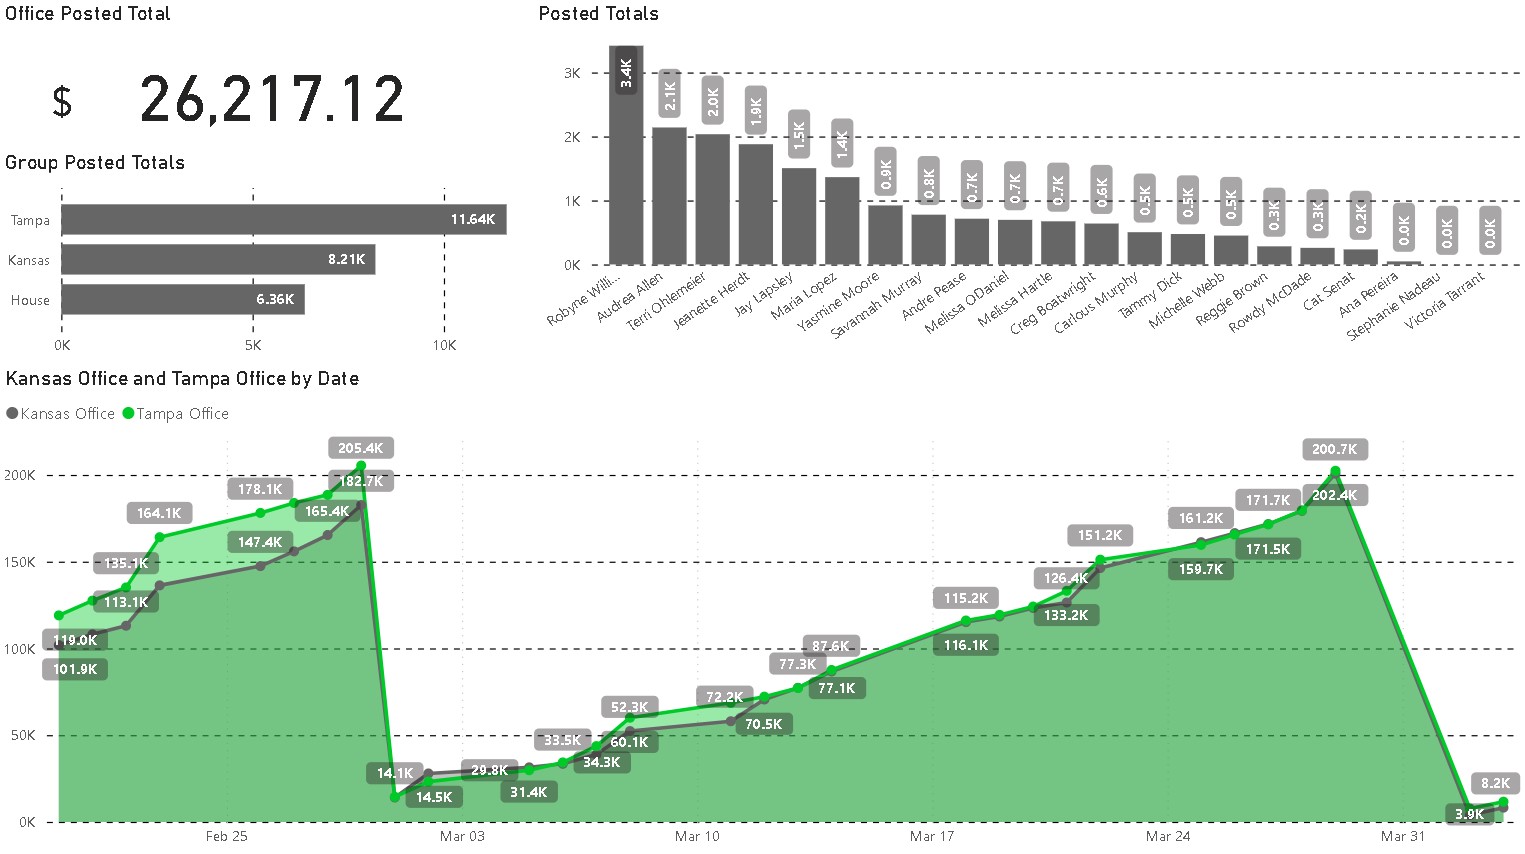 Office Posted Total
$ 26,217.12
Group Posted Totals
Tampa 11.64K
Kansas 8.21K
House 6.36K
0K 5K 10K
Posted Totals
3K
2K
1K
0K
3.4K 2.1K 2.0K 1.9K 1.5K 1.4K 0.9K 0.8K 0.7K 0.7K 0.7K 0.6K 0.5K 0.5K 0.5K 0.3K 0.3K 0.2K 0.0K 0.0K 0.0K
Robyne Willi...
Audrea Allen
Terri Ohlemeier
Jeanette Herdt
Jay Lapsley
Maria Lopez
Yasmine Moore
Savannah Murray
Andre Pease
Melissa O'Daniel
Melissa Hartle
Creg Boatwright
Carlous Murphy
Tammy Dick
Michelle Webb
Reggie Brown
Rowdy McDade
Cat Senat
Ana Pereira
Stephanie Nadeau
Victoria Tarrant
Kansas Office and Tampa Office by Date
Kansas Office Tampa Office
200K
150K
100K
50K
0K
119.0K
101.9K
135.1K
113.1K
164.1K
178.1K
147.4K
165.4K
205.4K
182.7K
14.1K
14.5K
29.8K
31.4K
33.5K
34.3K
52.3K
60.1K
72.2K
70.5K
77.3K
87.6K
77.1K
115.2K
116.1K
126.4K
133.2K
151.2K
161.2K
159.7K
171.7K
171.5K
200.7K
202.4K
3.9K
8.2K
Feb 25 Mar 03 Mar 10 Mar 17 Mar 24 Mar 31